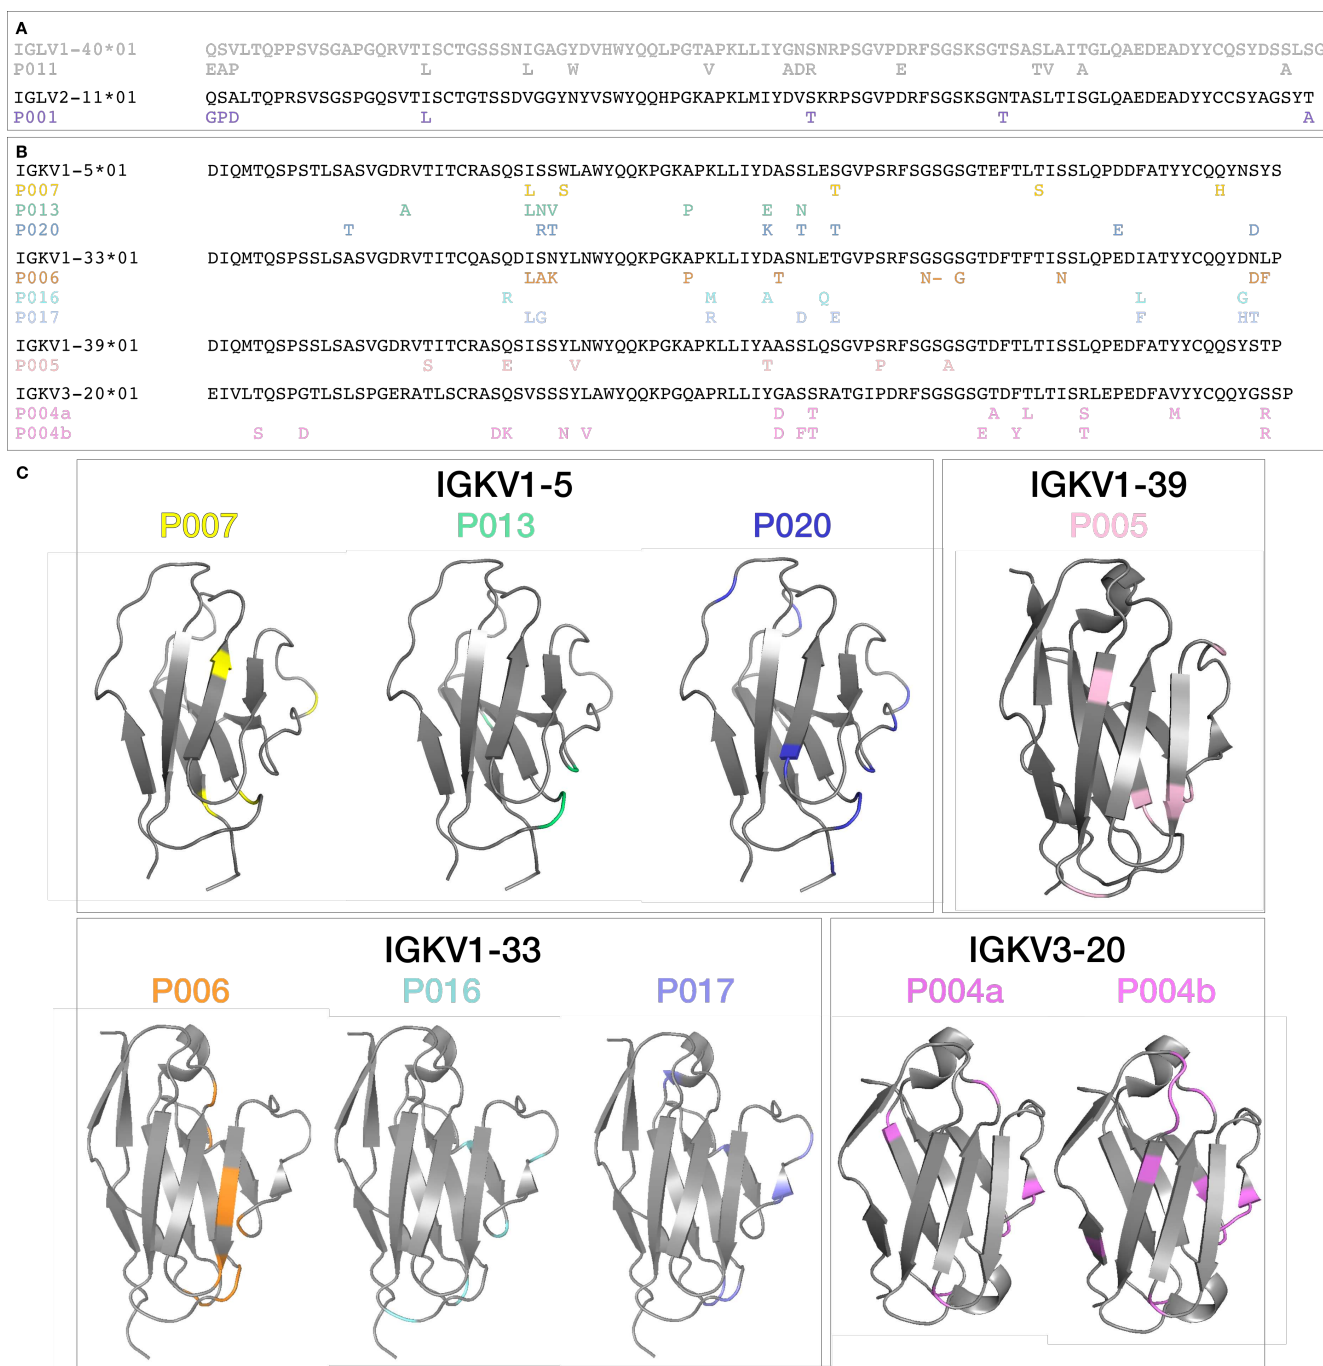 A
IGLV1-40*01 QSVLTQPPSVSGAPGQRVTISCTGSSSNIGAGYDVHWYQQLPGTAPKLLIYGNSNRPSGVPDRFSGSKSGTSASLAITGLQAEDEADYYCQSYDSSLSG
P011 EAP L L W V ADR E TV T A
IGLV2-11*01 QSALTQPRSVSGSPGQSVTISCTGTSSDVGGYNYVSWYQQHPGKAPKLMIYDVSKRPSGVPDRFSGSKSGNTASLTISGLQAEDEADYYCCSYAGSYT
P001 GPD L T T A
B
IGKV1-5*01 DIQMTQSPSTLSASVGDRVTITCRASQSISSWLAWYQQKPGKAPKLLIYDASSLESGVPSRFSGSGSGTEFTLTISSLQPDDFATYYCQQYNSYS
P007 L S T S H
P013 A LNV P E N
P020 T RT K T T E D
IGKV1-33*01 DIQMTQSPSSLSASVGDRVTITCQASQDISNYLNWYQQKPGKAPKLLIYDASNLETGVPSRFSGSGSGTDFTFTISSLQPEDIATYYCQQYDNLP
P006 LAK P T N- G N DF
P016 R M A Q L G
P017 LG R D E F HT
IGKV1-39*01 DIQMTQSPSSLSASVGDRVTITCRASQSISSYLNWYQQKPGKAPKLLIYAASSLQSGVPSRFSGSGSGTDFTLTISSLQPEDFATYYCQQSYSTP
P005 S E V T P A
IGKV3-20*01 EIVLTQSPGTLSLSPGERATLSCRASQSVSSSYLAWYQQKPGQAPRLLIYGASSRATGIPDRFSGSGSGTDFTLTISRLEPEDFAVYYCQQYGSSP
P004a D T A L S M R
P004b S D DK N V D FT E Y T R
C
IGKV1-5 IGKV1-39
P007 P013 P020 P005
IGKV1-33 IGKV3-20
P006 P016 P017 P004a P004b